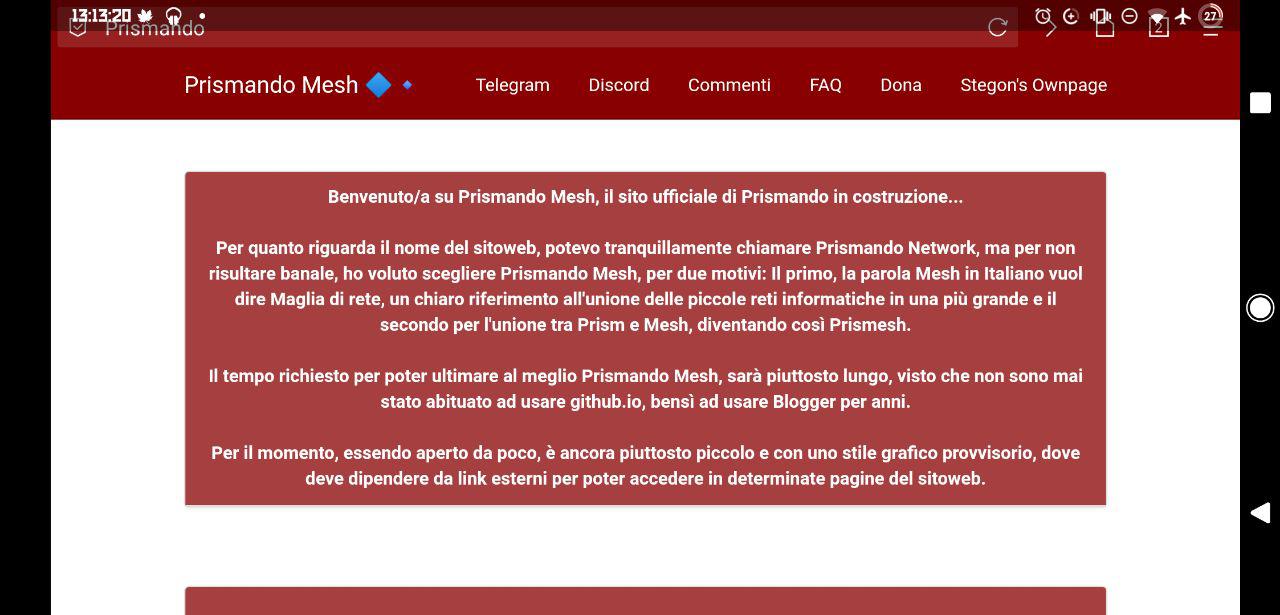 13:13:20
27
Prismando
2
Prismando Mesh 🔷🔹 Telegram Discord Commenti FAQ Dona Stegon's Ownpage
Benvenuto/a su Prismando Mesh, il sito ufficiale di Prismando in costruzione...
Per quanto riguarda il nome del sitoweb, potevo tranquillamente chiamare Prismando Network, ma per non
risultare banale, ho voluto scegliere Prismando Mesh, per due motivi: Il primo, la parola Mesh in Italiano vuol
dire Maglia di rete, un chiaro riferimento all'unione delle piccole reti informatiche in una più grande e il
secondo per l'unione tra Prism e Mesh, diventando così Prismesh.
Il tempo richiesto per poter ultimare al meglio Prismando Mesh, sarà piuttosto lungo, visto che non sono mai
stato abituato ad usare github.io, bensì ad usare Blogger per anni.
Per il momento, essendo aperto da poco, è ancora piuttosto piccolo e con uno stile grafico provvisorio, dove
deve dipendere da link esterni per poter accedere in determinate pagine del sitoweb.